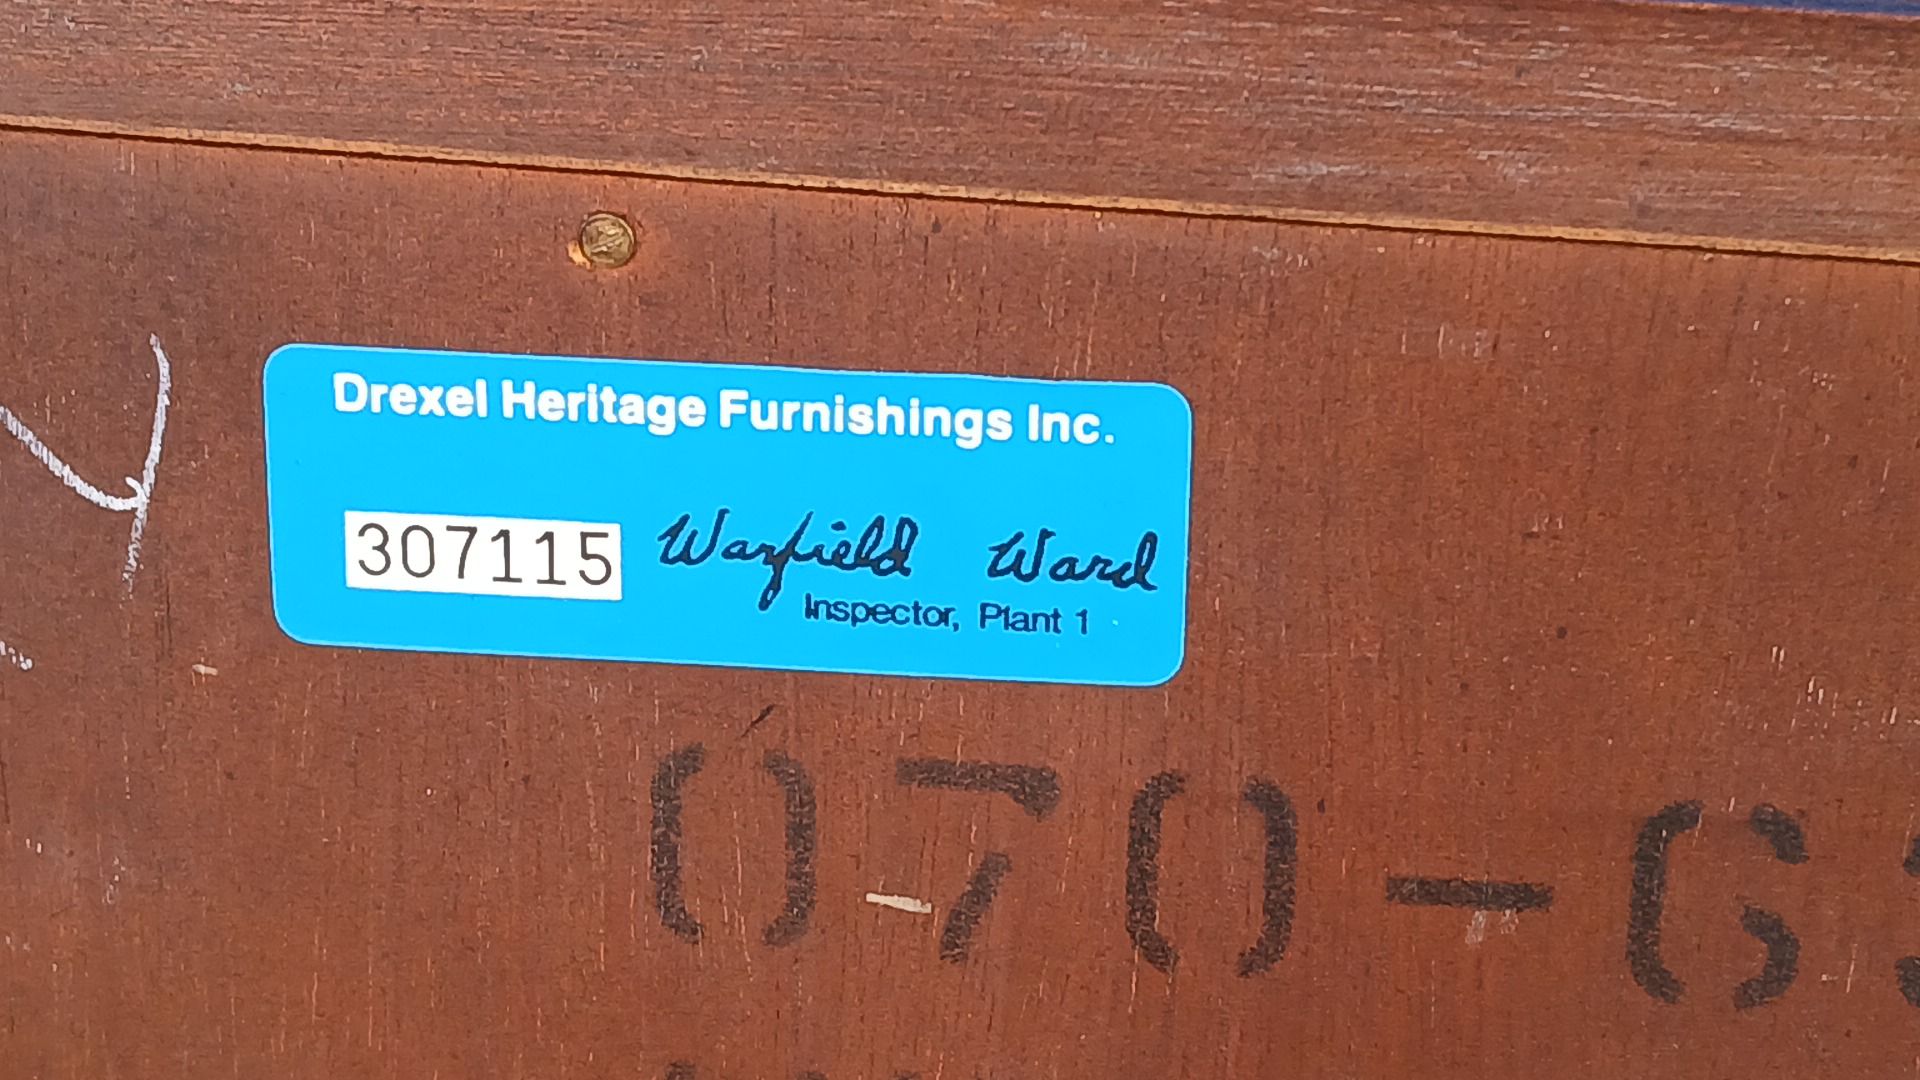 Drexel Heritage Furnishings Inc.
307115 Warfield Ward
Inspector, Plant 1
070-6